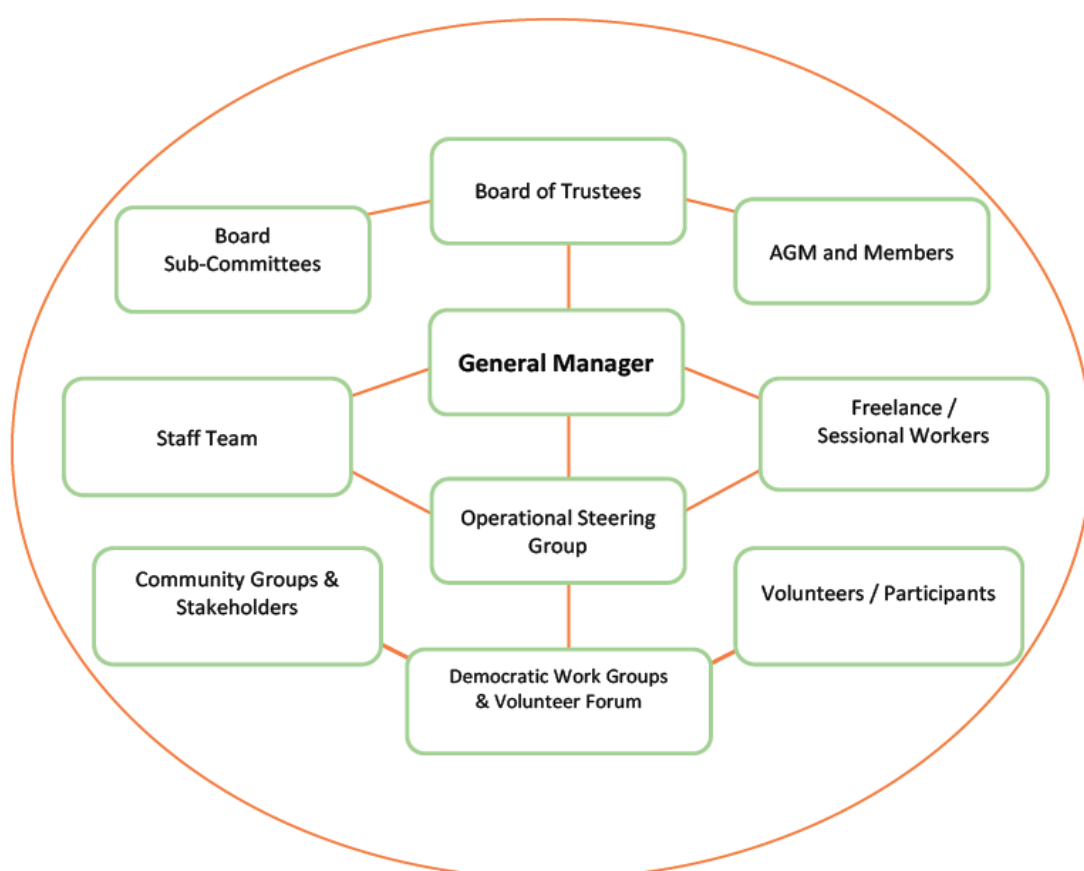 Board of Trustees
Board
Sub-Committees
AGM and Members
General Manager
Staff Team
Freelance /
Sessional Workers
Operational Steering
Group
Community Groups &
Stakeholders
Volunteers / Participants
Democratic Work Groups
& Volunteer Forum